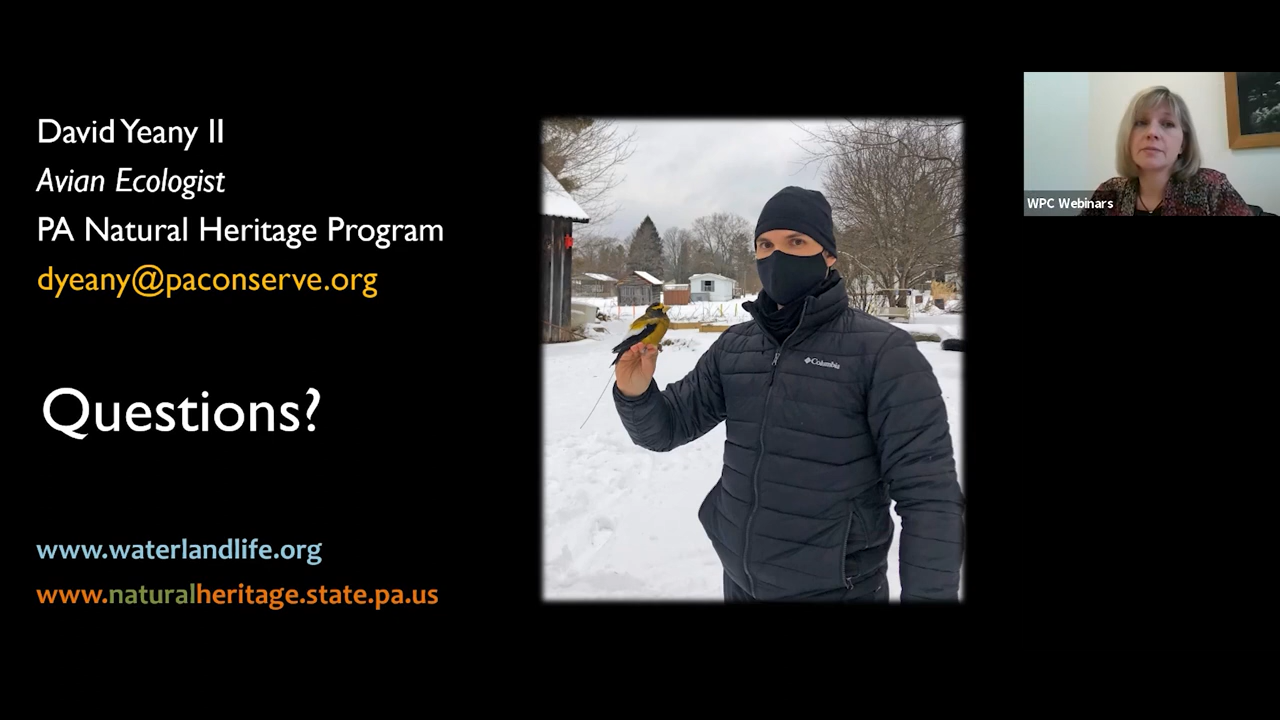 David Yeany II
Avian Ecologist
PA Natural Heritage Program
dyeany@paconserve.org
Questions?
www.waterlandlife.org
www.naturalheritage.state.pa.us
Columbia
WPC Webinars